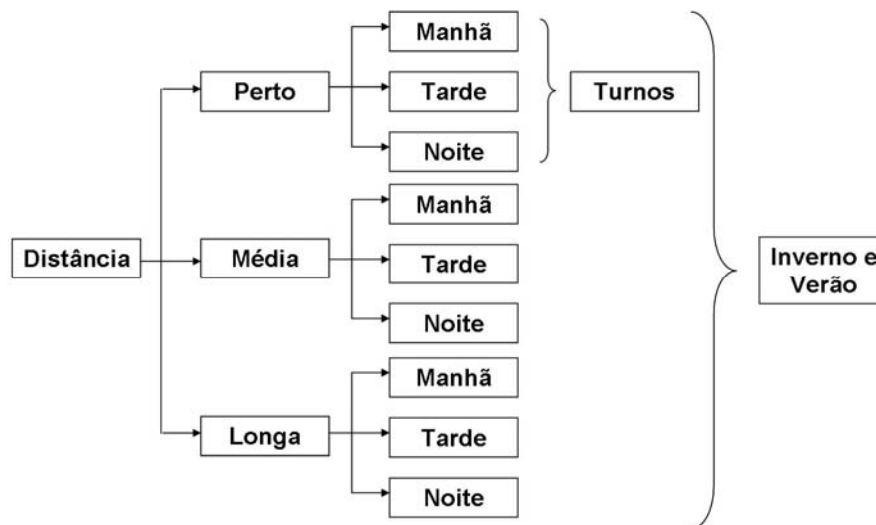 Distância
Perto
Manhã
Tarde
Noite
Turnos
Média
Manhã
Tarde
Noite
Longa
Manhã
Tarde
Noite
Inverno e
Verão